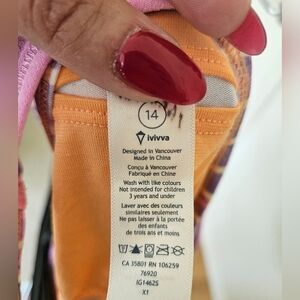 14
ivivva
Designed in Vancouver
Made in China
Conçu à Vancouver
Fabriqué en Chine
Wash with like colours
Not intended for children
3 years and under
Laver avec des couleurs
similaires seulement
Ne pas laisser à la portée
des enfants
de trois ans et moins
CA 35801 RN 106259
76920
IG1462S
X1